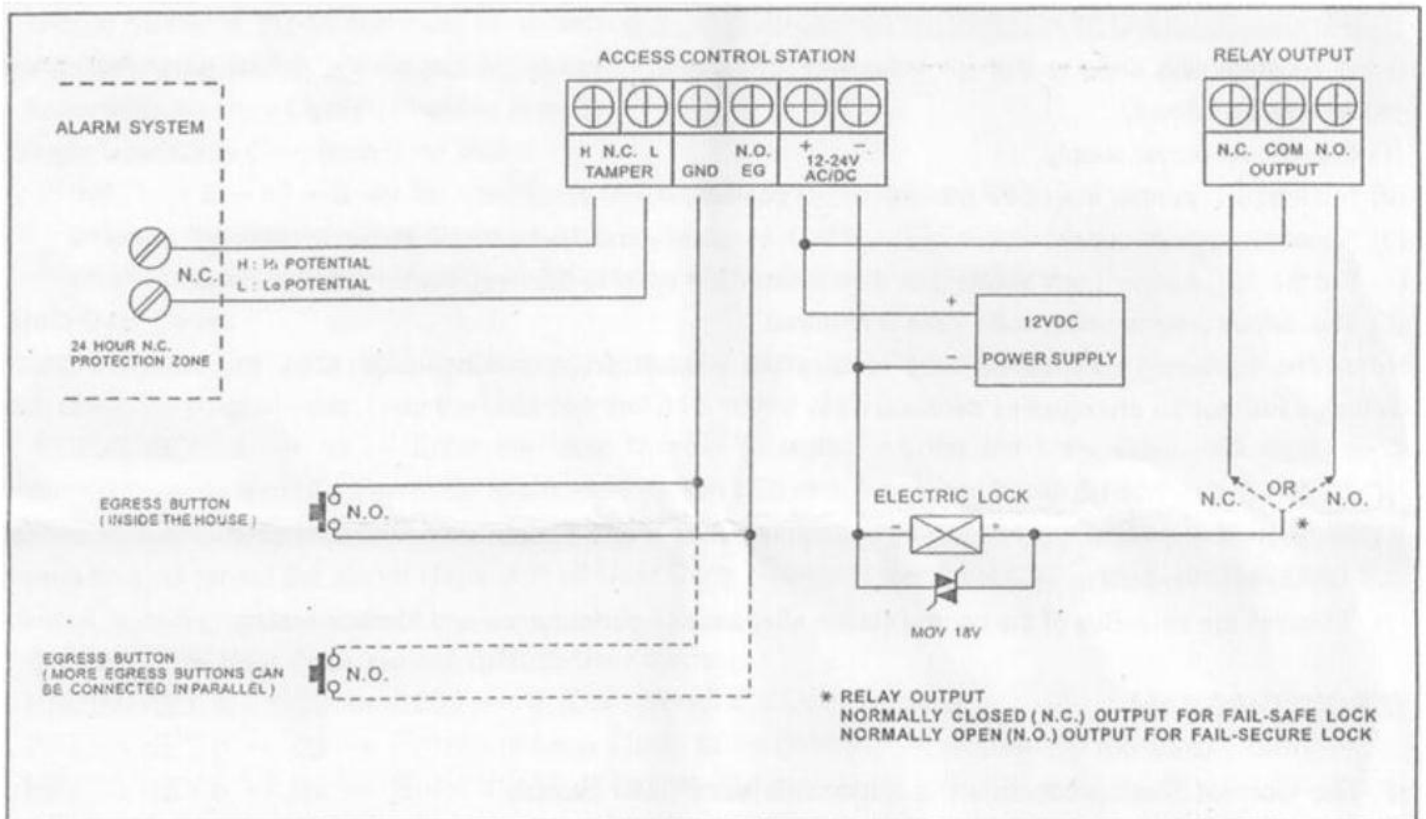 ACCESS CONTROL STATION
RELAY OUTPUT
ALARM SYSTEM
H N.C. L
TAMPER
GND
N.O.
EG
+ −
12-24V
AC/DC
N.C. COM N.O.
OUTPUT
N.C.
H : Hi POTENTIAL
L : Lo POTENTIAL
24 HOUR N.C.
PROTECTION ZONE
+
12VDC
−
POWER SUPPLY
EGRESS BUTTON
( INSIDE THE HOUSE )
N.O.
ELECTRIC LOCK
− +
MOV 18V
N.C. OR N.O.
*
EGRESS BUTTON
( MORE EGRESS BUTTONS CAN
BE CONNECTED IN PARALLEL )
N.O.
* RELAY OUTPUT
NORMALLY CLOSED ( N.C. ) OUTPUT FOR FAIL-SAFE LOCK
NORMALLY OPEN ( N.O. ) OUTPUT FOR FAIL-SECURE LOCK